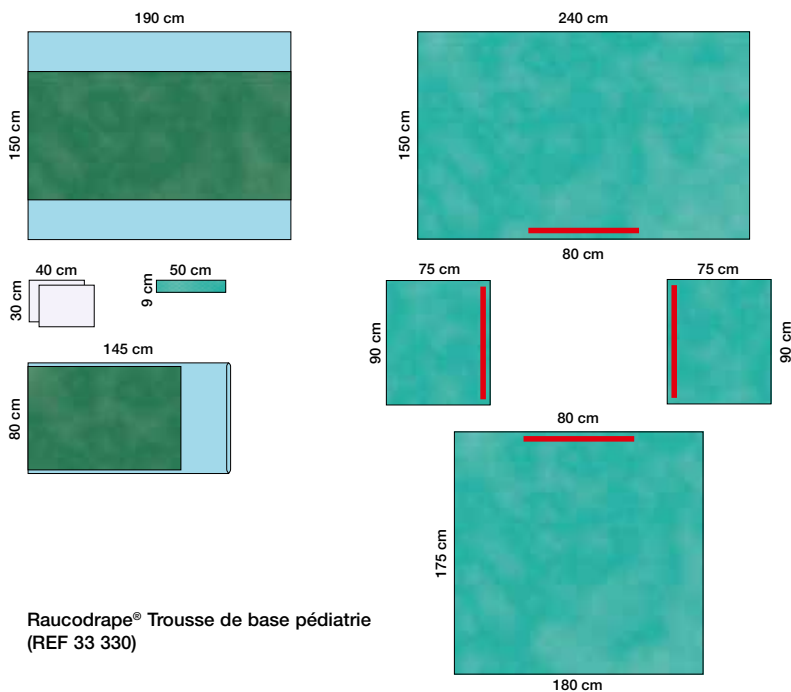 190 cm
150 cm
240 cm
150 cm
80 cm
40 cm
30 cm
50 cm
9 cm
75 cm
90 cm
75 cm
90 cm
145 cm
80 cm
80 cm
175 cm
180 cm
Raucodrape® Trousse de base pédiatrie
(REF 33 330)